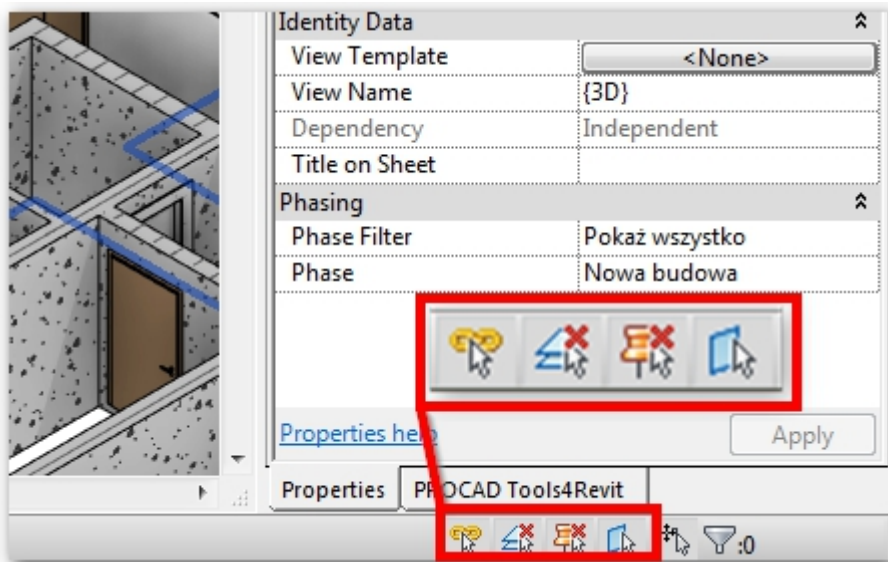 Identity Data
View Template <None>
View Name {3D}
Dependency Independent
Title on Sheet
Phasing
Phase Filter Pokaż wszystko
Phase Nowa budowa
Properties help Apply
Properties PROCAD Tools4Revit
:0